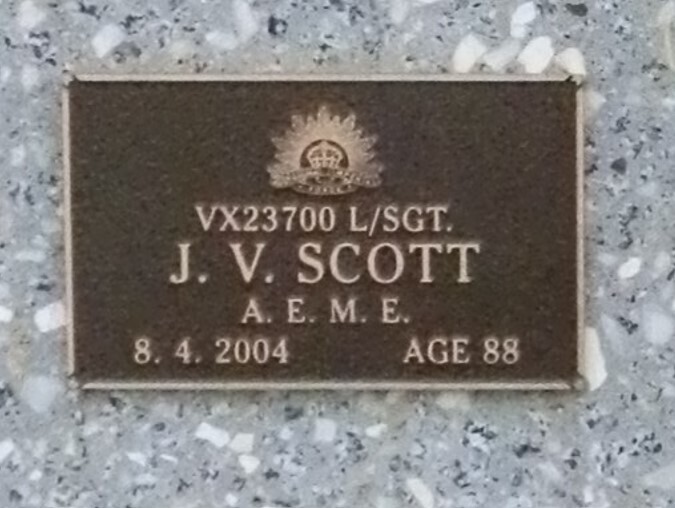 VX23700 L/SGT.
J. V. SCOTT
A. E. M. E.
8. 4. 2004 AGE 88